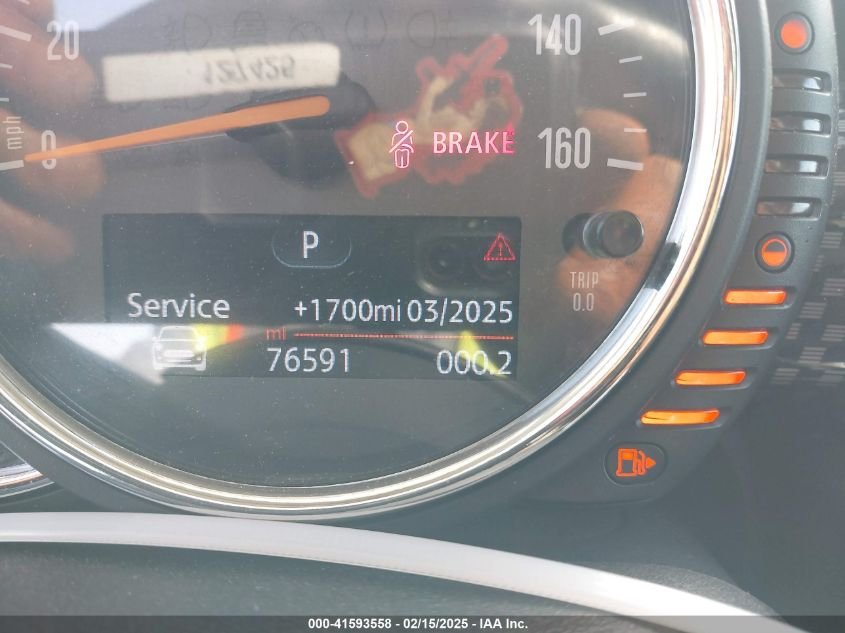 20
140
mph
0
BRAKE
160
P
TRIP
0.0
Service +1700mi 03/2025
mi
76591 000.2
000-41593558 - 02/15/2025 - IAA Inc.